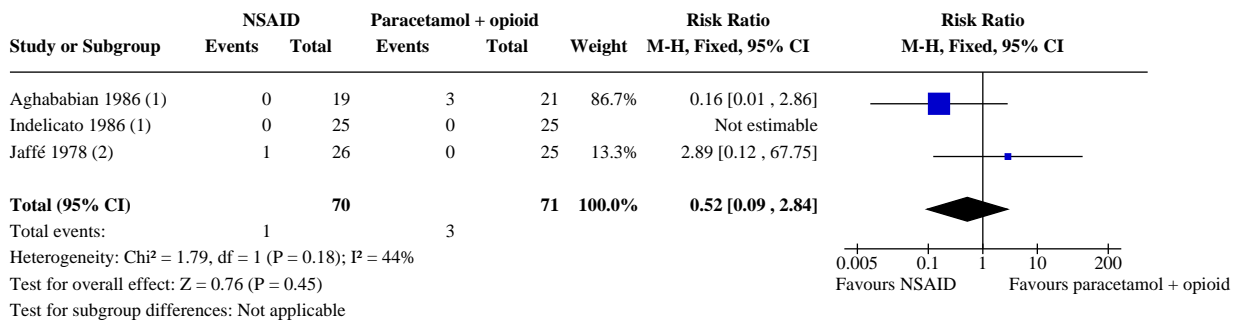 NSAID Paracetamol + opioid Risk Ratio Risk Ratio
Study or Subgroup Events Total Events Total Weight M-H, Fixed, 95% CI M-H, Fixed, 95% CI
Aghababian 1986 (1) 0 19 3 21 86.7% 0.16 [0.01 , 2.86]
Indelicato 1986 (1) 0 25 0 25 Not estimable
Jaffé 1978 (2) 1 26 0 25 13.3% 2.89 [0.12 , 67.75]
Total (95% CI) 70 71 100.0% 0.52 [0.09 , 2.84]
Total events: 1 3
Heterogeneity: Chi² = 1.79, df = 1 (P = 0.18); I² = 44%
0.005 0.1 1 10 200
Test for overall effect: Z = 0.76 (P = 0.45) Favours NSAID Favours paracetamol + opioid
Test for subgroup differences: Not applicable